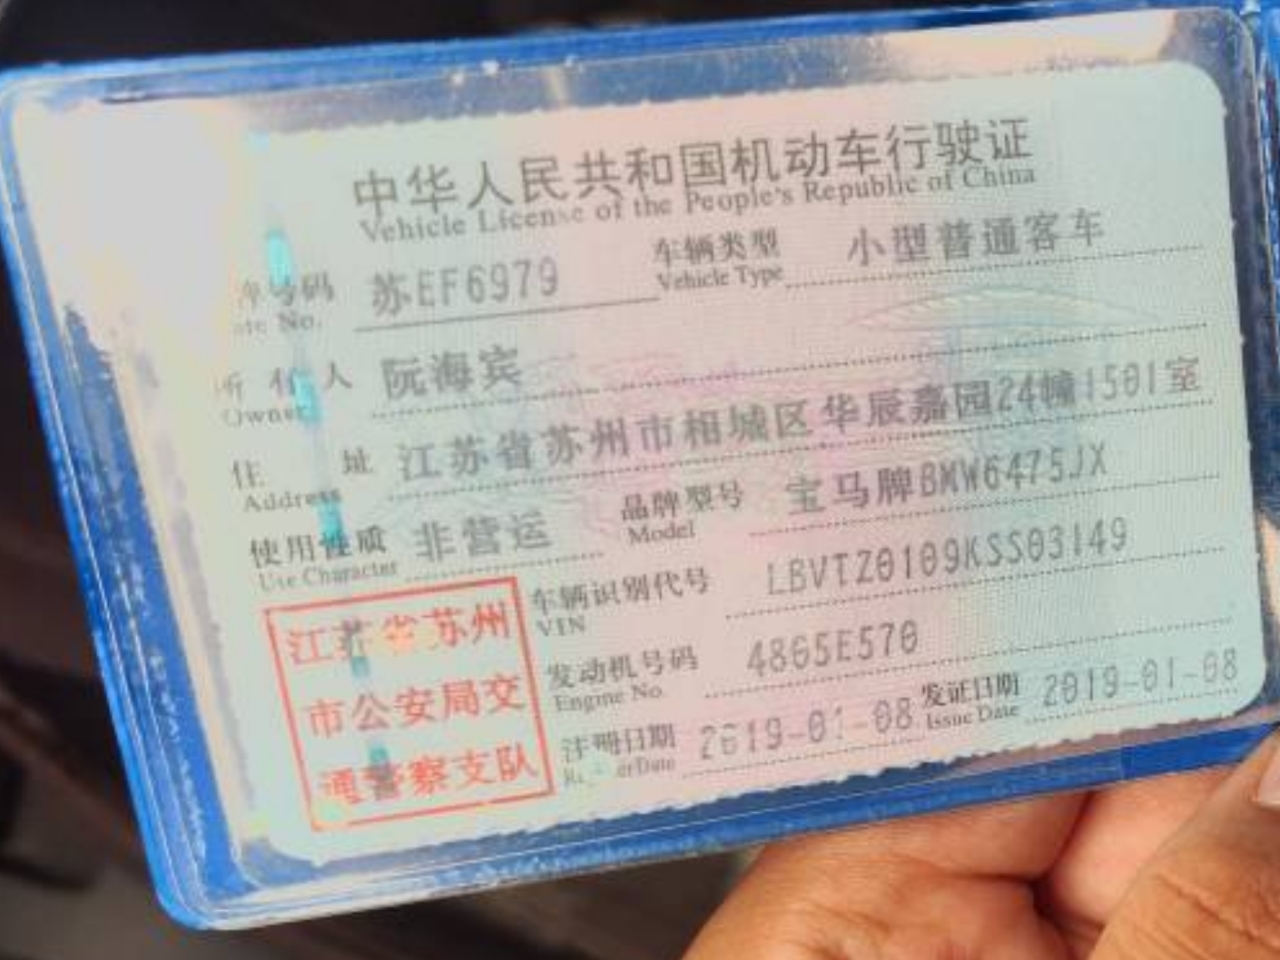 中华人民共和国机动车行驶证
Vehicle License of the People's Republic of China
号码 苏EF6979 车辆类型 小型普通客车
No. Vehicle Type
所有人 阮海宾
Owner
住 址 江苏省苏州市相城区华辰嘉园24幢1501室
Address
使用性质 非营运 品牌型号 宝马牌BMW6475JX
Use Character Model
车辆识别代号 LBVTZ0109KSS03149
VIN
发动机号码 4865E570
Engine No.
注册日期 2019-01-08 发证日期 2019-01-08
Date Issue Date
江苏省苏州
市公安局交
通警察支队